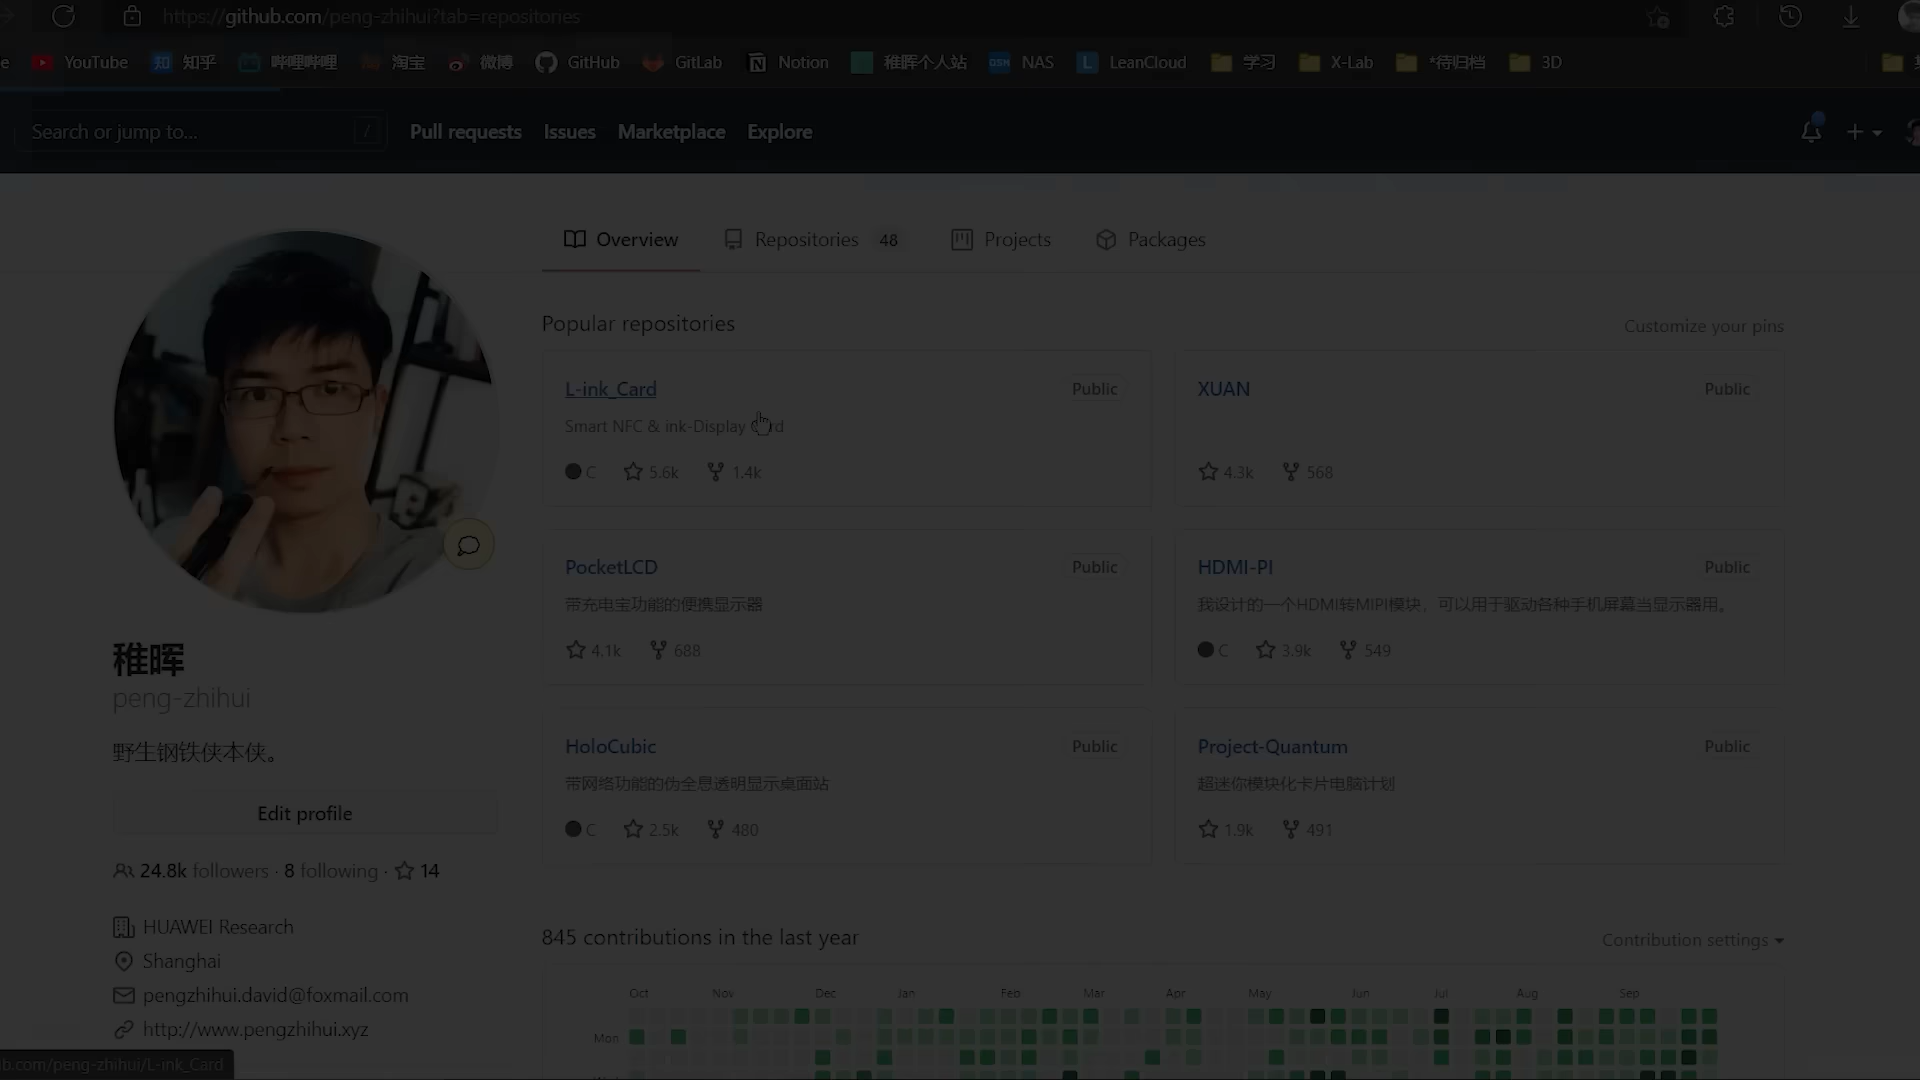 https://github.com/peng-zhihui?tab=repositories
e YouTube 知 知乎 哔哩哔哩 淘宝 微博 GitHub GitLab Notion 稚晖个人站 NAS L LeanCloud 学习 X-Lab *待归档 3D
Search or jump to... / Pull requests Issues Marketplace Explore
Overview Repositories 48 Projects Packages
Popular repositories Customize your pins
L-ink_Card Public
Smart NFC & ink-Display Card
C 5.6k 1.4k
XUAN Public
4.3k 568
PocketLCD Public
带充电宝功能的便携显示器
4.1k 688
HDMI-PI Public
我设计的一个HDMI转MIPI模块，可以用于驱动各种手机屏幕当显示器用。
C 3.9k 549
HoloCubic Public
带网络功能的伪全息透明显示桌面站
C 2.5k 480
Project-Quantum Public
超迷你模块化卡片电脑计划
1.9k 491
稚晖
peng-zhihui
野生钢铁侠本侠。
Edit profile
24.8k followers · 8 following · 14
HUAWEI Research
Shanghai
pengzhihui.david@foxmail.com
http://www.pengzhihui.xyz
845 contributions in the last year Contribution settings
Oct Nov Dec Jan Feb Mar Apr May Jun Jul Aug Sep
Mon
ib.com/peng-zhihui/L-ink_Card